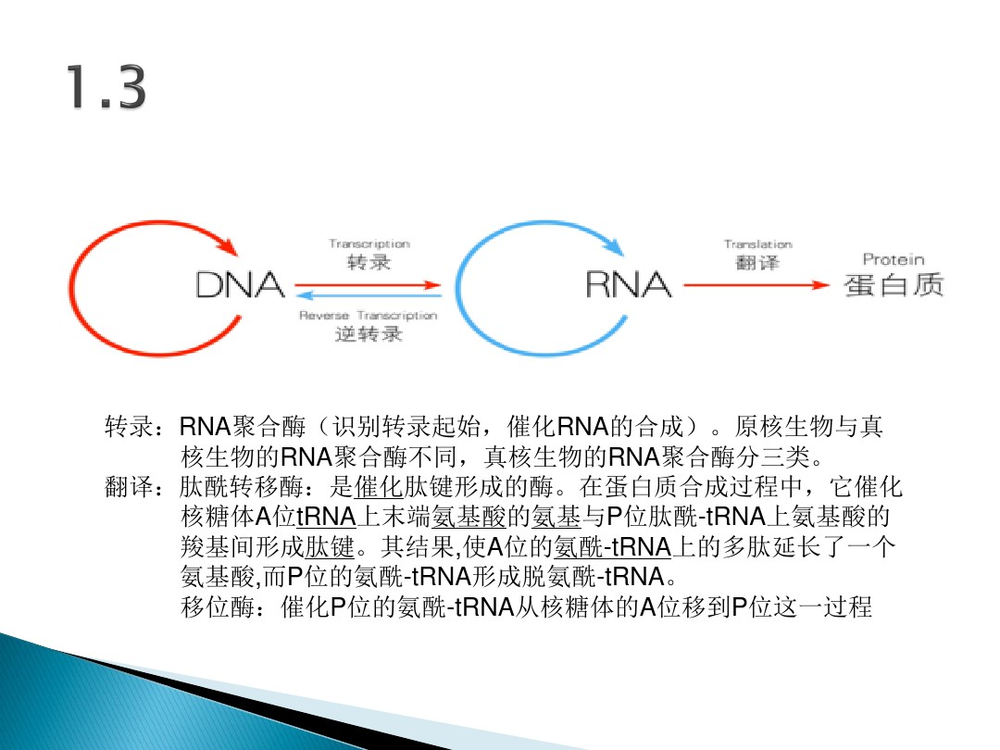 1.3
Transcription
转录
DNA
Reverse Transcription
逆转录
RNA
Translation
翻译
Protein
蛋白质
转录：RNA聚合酶（识别转录起始，催化RNA的合成）。原核生物与真
核生物的RNA聚合酶不同，真核生物的RNA聚合酶分三类。
翻译：肽酰转移酶：是催化肽键形成的酶。在蛋白质合成过程中，它催化
核糖体A位tRNA上末端氨基酸的氨基与P位肽酰-tRNA上氨基酸的
羧基间形成肽键。其结果,使A位的氨酰-tRNA上的多肽延长了一个
氨基酸,而P位的氨酰-tRNA形成脱氨酰-tRNA。
移位酶：催化P位的氨酰-tRNA从核糖体的A位移到P位这一过程